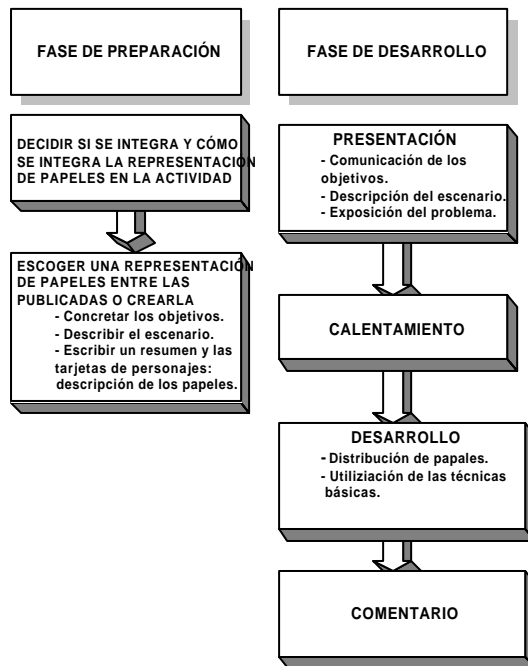 FASE DE PREPARACIÓN
DECIDIR SI SE INTEGRA Y CÓMO
SE INTEGRA LA REPRESENTACIÓN
DE PAPELES EN LA ACTIVIDAD
ESCOGER UNA REPRESENTACIÓN
DE PAPELES ENTRE LAS
PUBLICADAS O CREARLA
- Concretar los objetivos.
- Describir el escenario.
- Escribir un resumen y las
tarjetas de personajes:
descripción de los papeles.
FASE DE DESARROLLO
PRESENTACIÓN
- Comunicación de los
objetivos.
- Descripción del escenario.
- Exposición del problema.
CALENTAMIENTO
DESARROLLO
- Distribución de papales.
- Utiliziación de las técnicas
básicas.
COMENTARIO